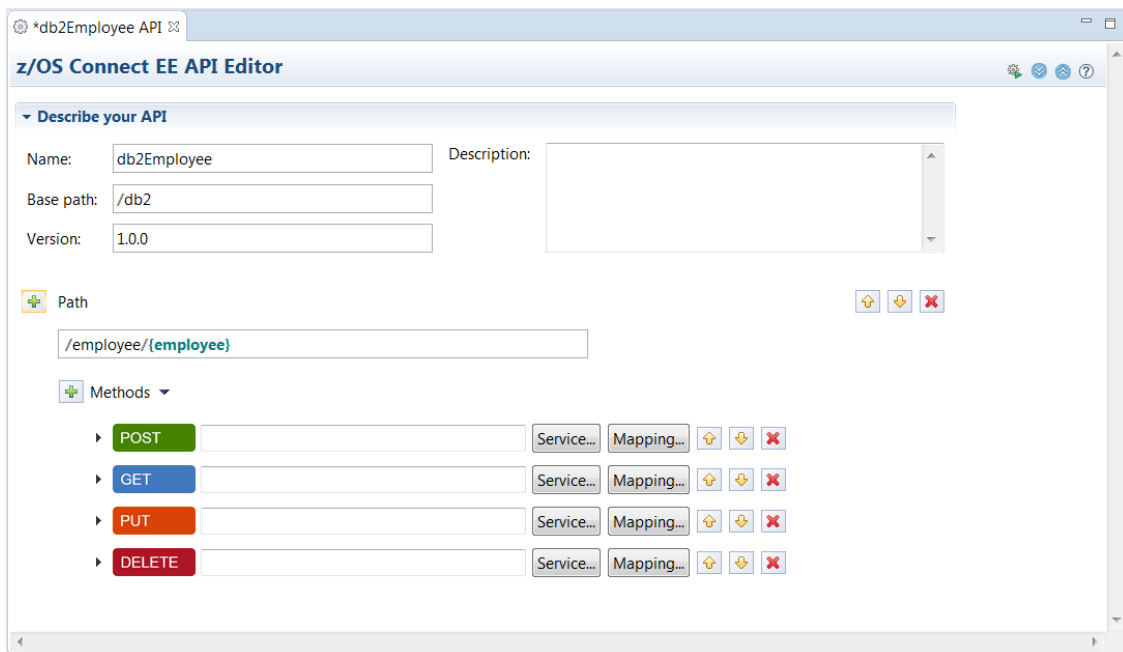 *db2Employee API
z/OS Connect EE API Editor
Describe your API
Name: db2Employee Description:
Base path: /db2
Version: 1.0.0
Path
/employee/{employee}
Methods
POST Service... Mapping...
GET Service... Mapping...
PUT Service... Mapping...
DELETE Service... Mapping...